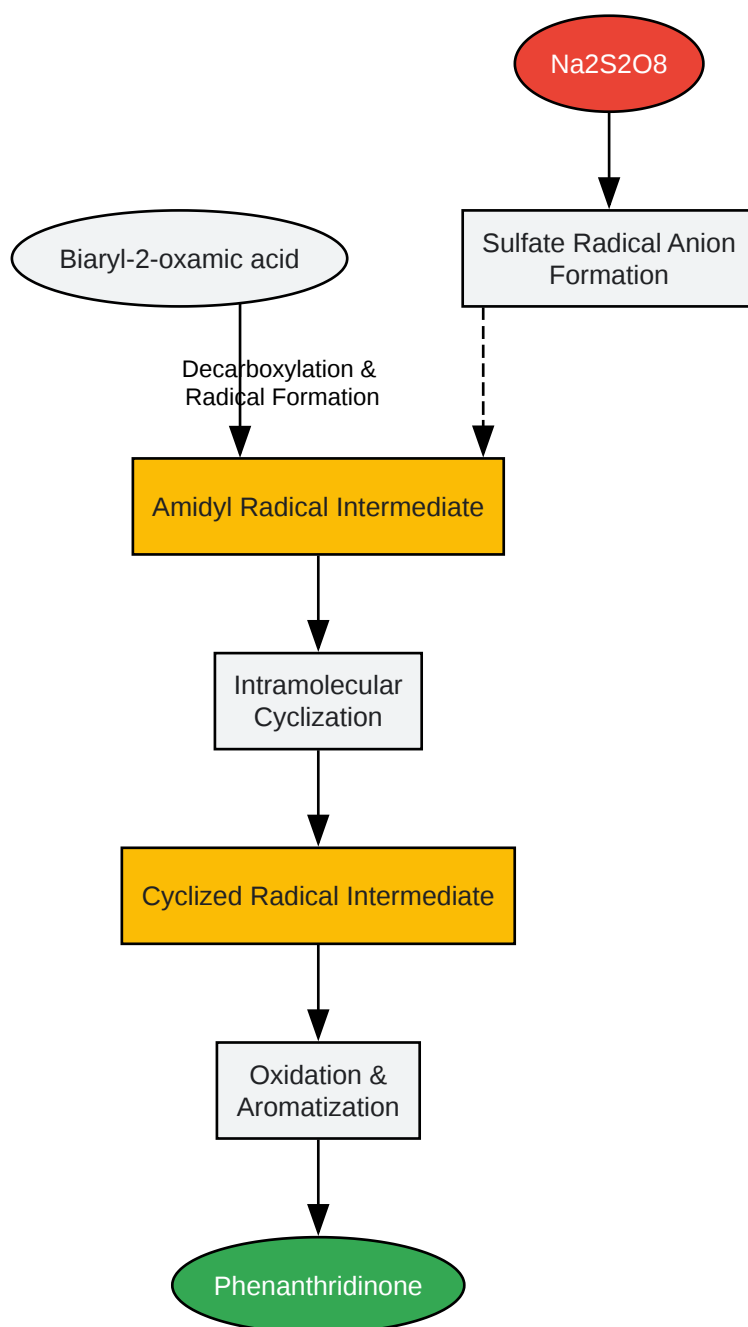 Na2S2O8
Biaryl-2-oxamic acid
Sulfate Radical Anion
Formation
Decarboxylation &
Radical Formation
Amidyl Radical Intermediate
Intramolecular
Cyclization
Cyclized Radical Intermediate
Oxidation &
Aromatization
Phenanthridinone